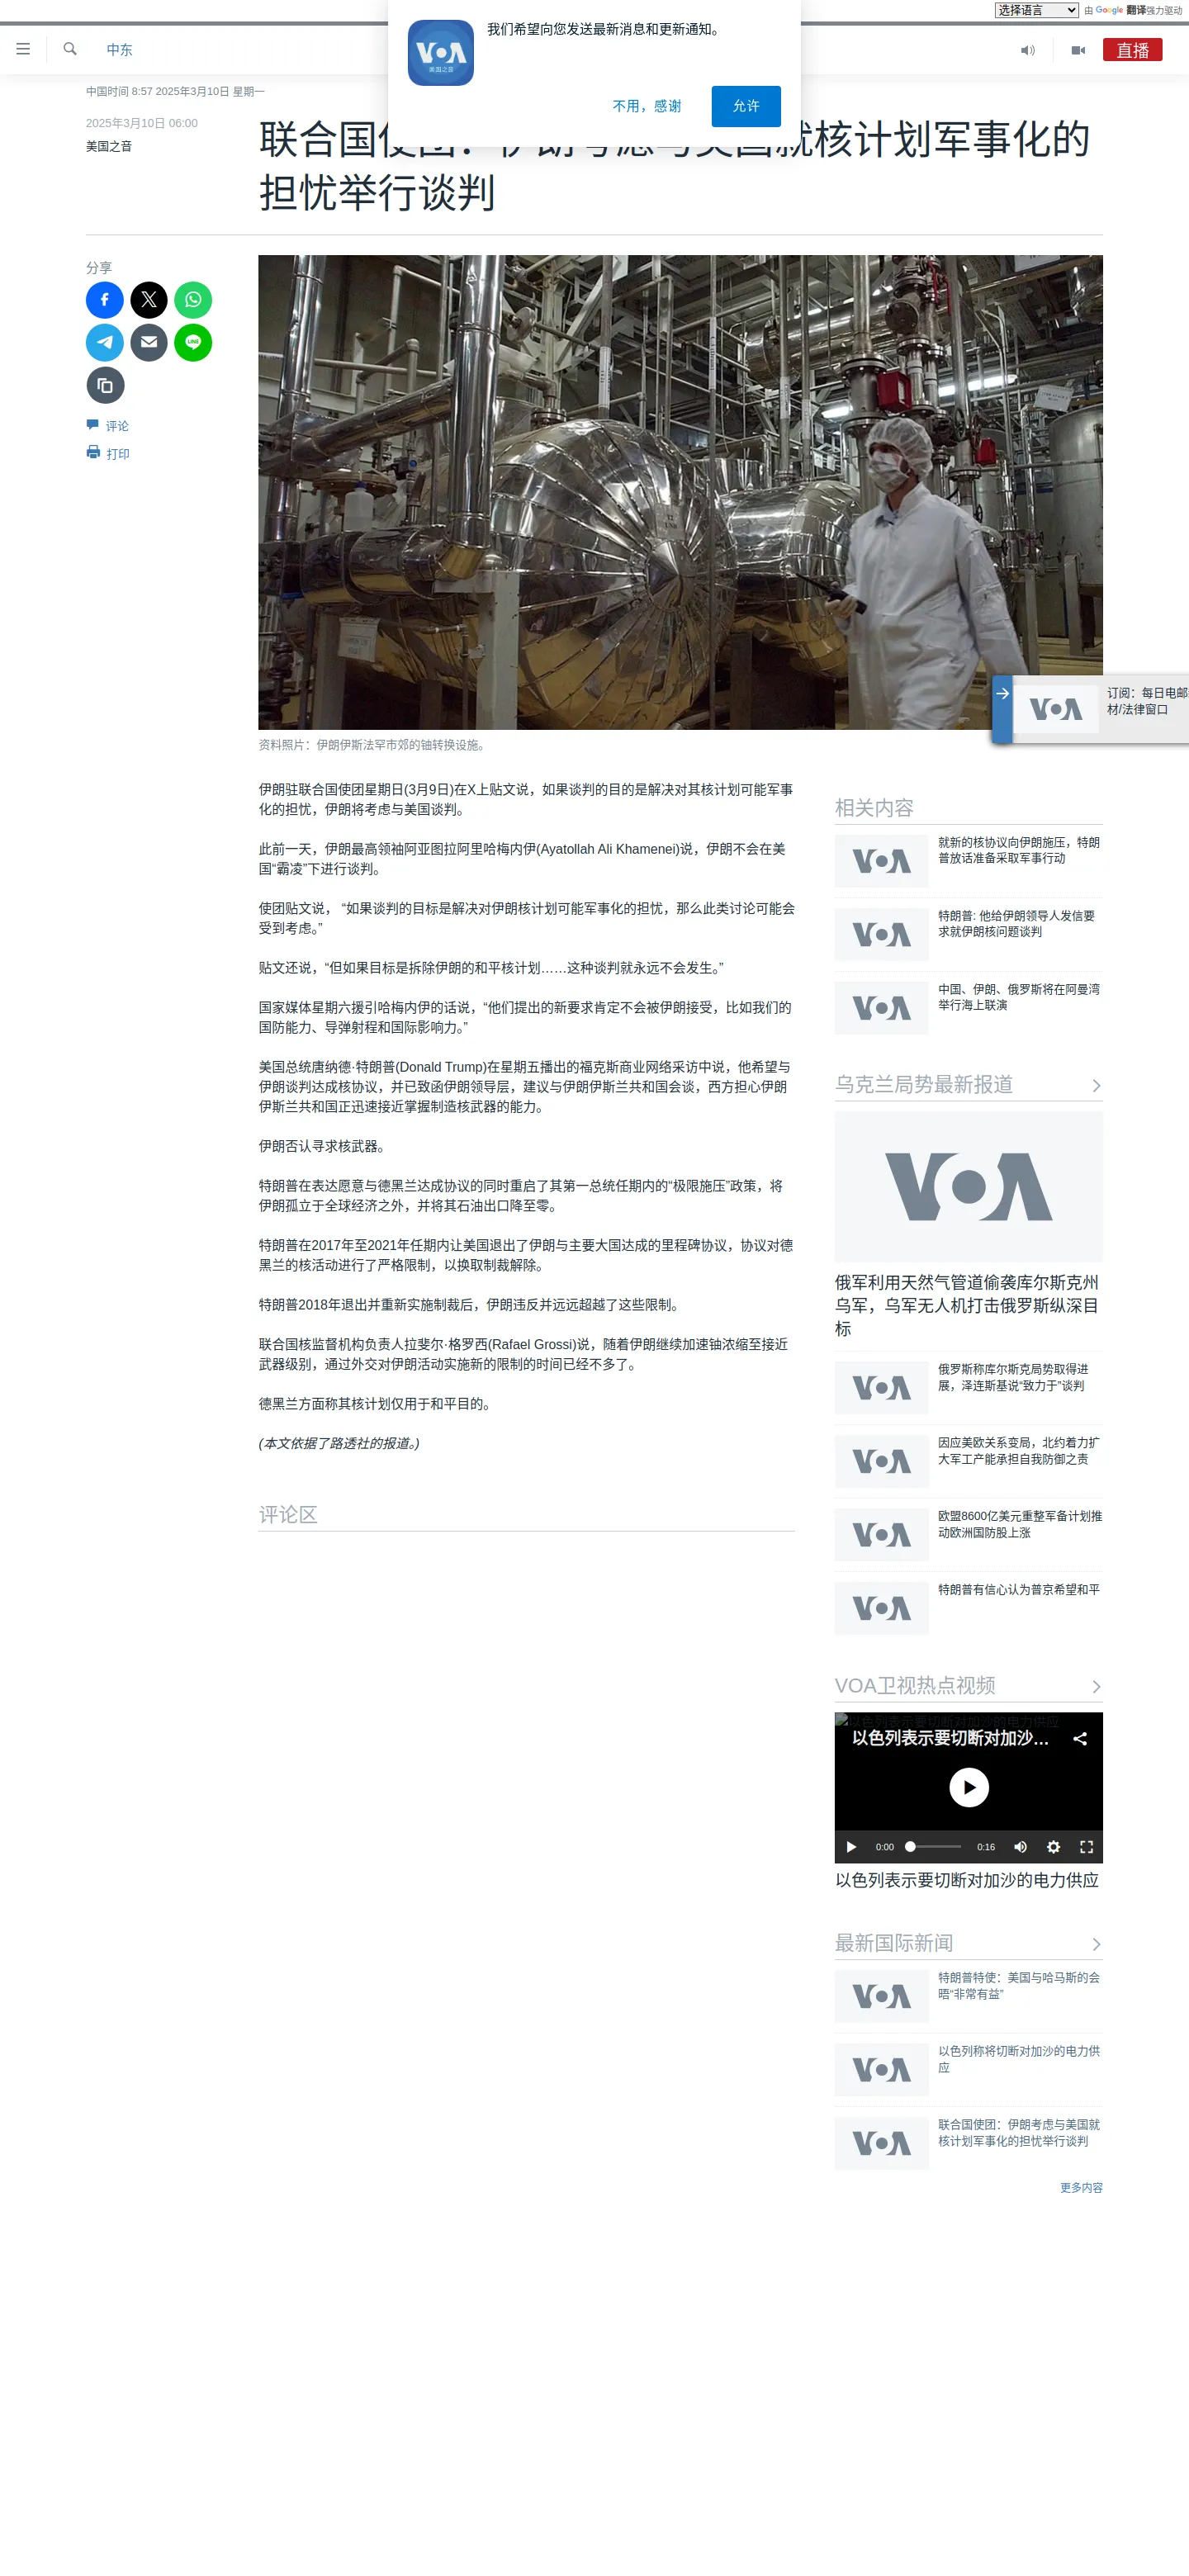 选择语言
由 Google 翻译强力驱动
我们希望向您发送最新消息和更新通知。
VOA
美国之音
不用，感谢
允许
中东
直播
中国时间 8:57 2025年3月10日 星期一
2025年3月10日 06:00
美国之音
联合国使团：伊朗考虑与美国就核计划军事化的
担忧举行谈判
分享
评论
打印
VOA
订阅：每日电邮
材/法律窗口
资料照片：伊朗伊斯法罕市郊的铀转换设施。
伊朗驻联合国使团星期日(3月9日)在X上贴文说，如果谈判的目的是解决对其核计划可能军事
化的担忧，伊朗将考虑与美国谈判。
此前一天，伊朗最高领袖阿亚图拉阿里哈梅内伊(Ayatollah Ali Khamenei)说，伊朗不会在美
国“霸凌”下进行谈判。
使团贴文说， “如果谈判的目标是解决对伊朗核计划可能军事化的担忧，那么此类讨论可能会
受到考虑。”
贴文还说，“但如果目标是拆除伊朗的和平核计划……这种谈判就永远不会发生。”
国家媒体星期六援引哈梅内伊的话说，“他们提出的新要求肯定不会被伊朗接受，比如我们的
国防能力、导弹射程和国际影响力。”
美国总统唐纳德·特朗普(Donald Trump)在星期五播出的福克斯商业网络采访中说，他希望与
伊朗谈判达成核协议，并已致函伊朗领导层，建议与伊朗伊斯兰共和国会谈，西方担心伊朗
伊斯兰共和国正迅速接近掌握制造核武器的能力。
伊朗否认寻求核武器。
特朗普在表达愿意与德黑兰达成协议的同时重启了其第一总统任期内的“极限施压”政策，将
伊朗孤立于全球经济之外，并将其石油出口降至零。
特朗普在2017年至2021年任期内让美国退出了伊朗与主要大国达成的里程碑协议，协议对德
黑兰的核活动进行了严格限制，以换取制裁解除。
特朗普2018年退出并重新实施制裁后，伊朗违反并远远超越了这些限制。
联合国核监督机构负责人拉斐尔·格罗西(Rafael Grossi)说，随着伊朗继续加速铀浓缩至接近
武器级别，通过外交对伊朗活动实施新的限制的时间已经不多了。
德黑兰方面称其核计划仅用于和平目的。
(本文依据了路透社的报道。)
评论区
相关内容
VOA
就新的核协议向伊朗施压，特朗
普放话准备采取军事行动
VOA
特朗普: 他给伊朗领导人发信要
求就伊朗核问题谈判
VOA
中国、伊朗、俄罗斯将在阿曼湾
举行海上联演
乌克兰局势最新报道
VOA
俄军利用天然气管道偷袭库尔斯克州
乌军，乌军无人机打击俄罗斯纵深目
标
VOA
俄罗斯称库尔斯克局势取得进
展，泽连斯基说“致力于”谈判
VOA
因应美欧关系变局，北约着力扩
大军工产能承担自我防御之责
VOA
欧盟8600亿美元重整军备计划推
动欧洲国防股上涨
VOA
特朗普有信心认为普京希望和平
VOA卫视热点视频
以色列表示要切断对加沙的电力供应
以色列表示要切断对加沙...
0:00
0:16
以色列表示要切断对加沙的电力供应
最新国际新闻
VOA
特朗普特使：美国与哈马斯的会
晤“非常有益”
VOA
以色列称将切断对加沙的电力供
应
VOA
联合国使团：伊朗考虑与美国就
核计划军事化的担忧举行谈判
更多内容